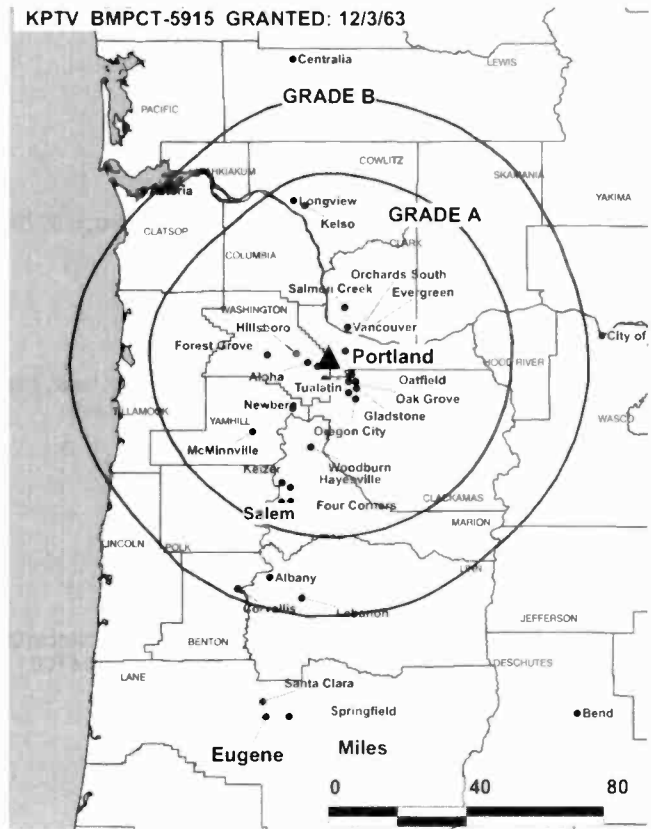 KPTV BMPCT-5915 GRANTED: 12/3/63
Centralia
LEWIS
GRADE B
PACIFIC
COWLITZ
SKAMANIA
YAKIMA
Longview
Kelso
GRADE A
CLATSOP
COLUMBIA
CLARK
Orchards South
Salmon Creek
Evergreen
WASHINGTON
Vancouver
Hillsboro
City of
Forest Grove
Portland
HOOD RIVER
Aloha
Tualatin
Oatfield
Oak Grove
Newberg
Gladstone
WASCO
YAMHILL
Oregon City
McMinnville
Woodburn
Keizer
Hayesville
CLACKAMAS
Four Corners
Salem
MARION
LINCOLN
POLK
LINN
Albany
Corvallis
Lebanon
JEFFERSON
BENTON
DESCHUTES
LANE
Santa Clara
Springfield
Bend
Eugene
Miles
0 40 80